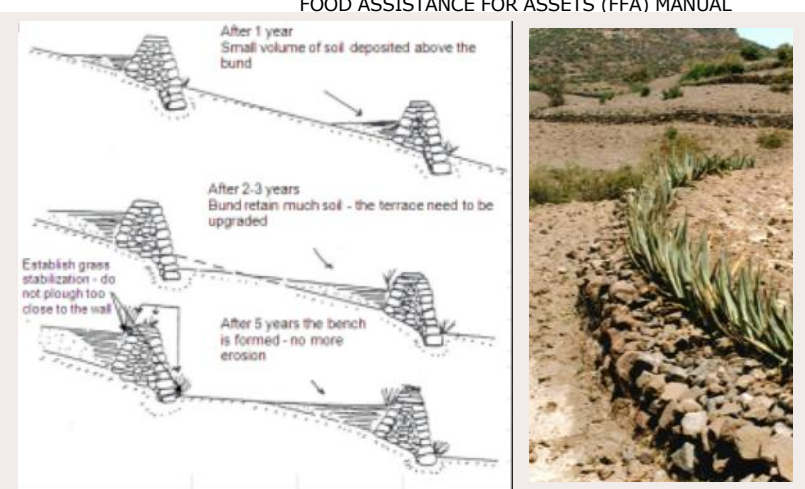 FOOD ASSISTANCE FOR ASSETS (FFA) MANUAL
After 1 year
Small volume of soil deposited above the
bund
After 2-3 years
Bund retain much soil - the terrace need to be
upgraded
Establish grass
stabilization - do
not plough too
close to the wall
After 5 years the bench
is formed - no more
erosion